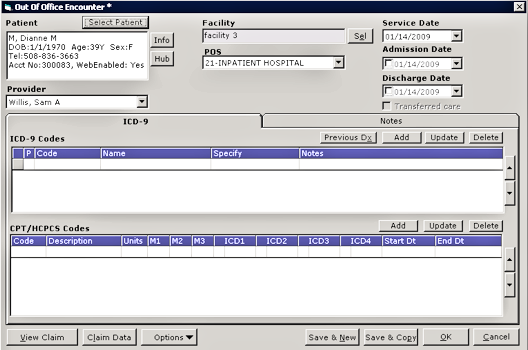 Out Of Office Encounter *
Patient Select Patient
M, Dianne M
DOB:1/1/1970 Age:39Y Sex:F
Tel:508-836-3663
Acct No:300083, WebEnabled: Yes
Info
Hub
Provider
Willis, Sam A
Facility
facility 3 Sel
POS
21-INPATIENT HOSPITAL
Service Date
01/14/2009
Admission Date
01/14/2009
Discharge Date
01/14/2009
Transferred care
ICD-9 Notes
ICD-9 Codes Previous Dx Add Update Delete
P Code Name Specify Notes
CPT/HCPCS Codes Add Update Delete
Code Description Units M1 M2 M3 ICD1 ICD2 ICD3 ICD4 Start Dt End Dt
View Claim Claim Data Options Save & New Save & Copy OK Cancel